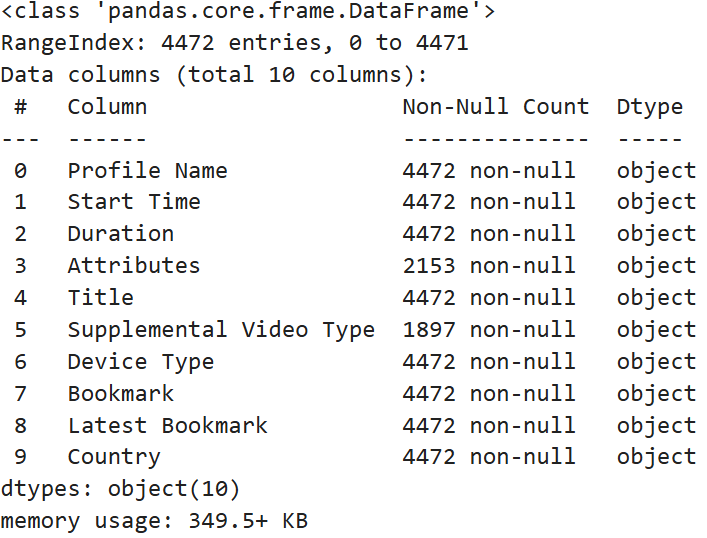 <class 'pandas.core.frame.DataFrame'>
RangeIndex: 4472 entries, 0 to 4471
Data columns (total 10 columns):
 #   Column                   Non-Null Count  Dtype
---  ------                   --------------  -----
 0   Profile Name             4472 non-null   object
 1   Start Time               4472 non-null   object
 2   Duration                 4472 non-null   object
 3   Attributes               2153 non-null   object
 4   Title                    4472 non-null   object
 5   Supplemental Video Type  1897 non-null   object
 6   Device Type              4472 non-null   object
 7   Bookmark                 4472 non-null   object
 8   Latest Bookmark          4472 non-null   object
 9   Country                  4472 non-null   object
dtypes: object(10)
memory usage: 349.5+ KB